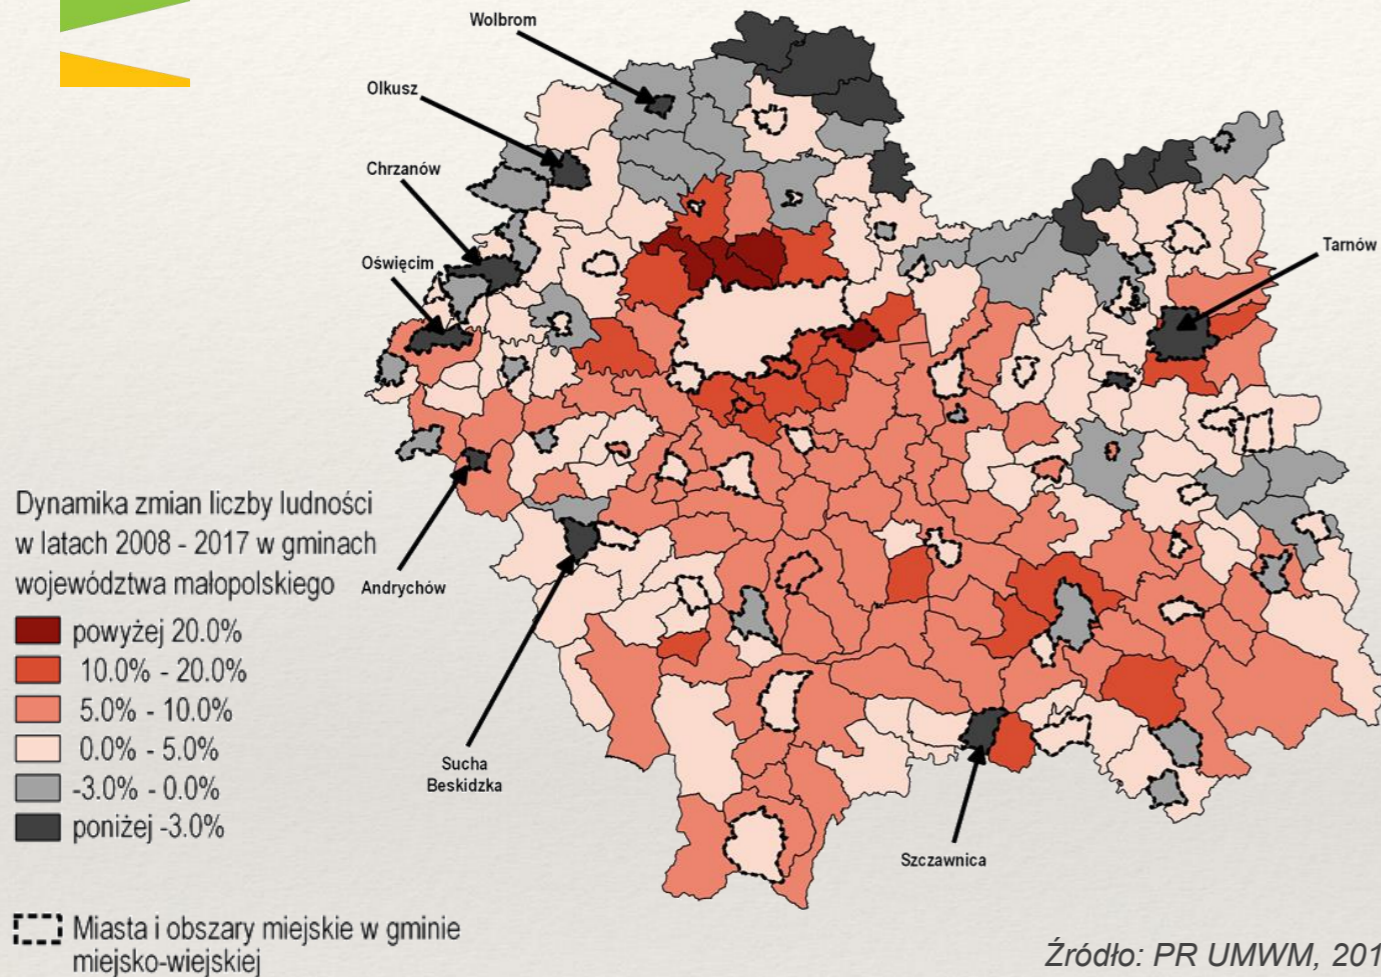 Wolbrom
Olkusz
Chrzanów
Oświęcim
Tarnów
Dynamika zmian liczby ludności
w latach 2008 - 2017 w gminach
województwa małopolskiego
powyżej 20.0%
10.0% - 20.0%
5.0% - 10.0%
0.0% - 5.0%
-3.0% - 0.0%
poniżej -3.0%
Andrychów
Sucha
Beskidzka
Szczawnica
Miasta i obszary miejskie w gminie
miejsko-wiejskiej
Źródło: PR UMWM, 201